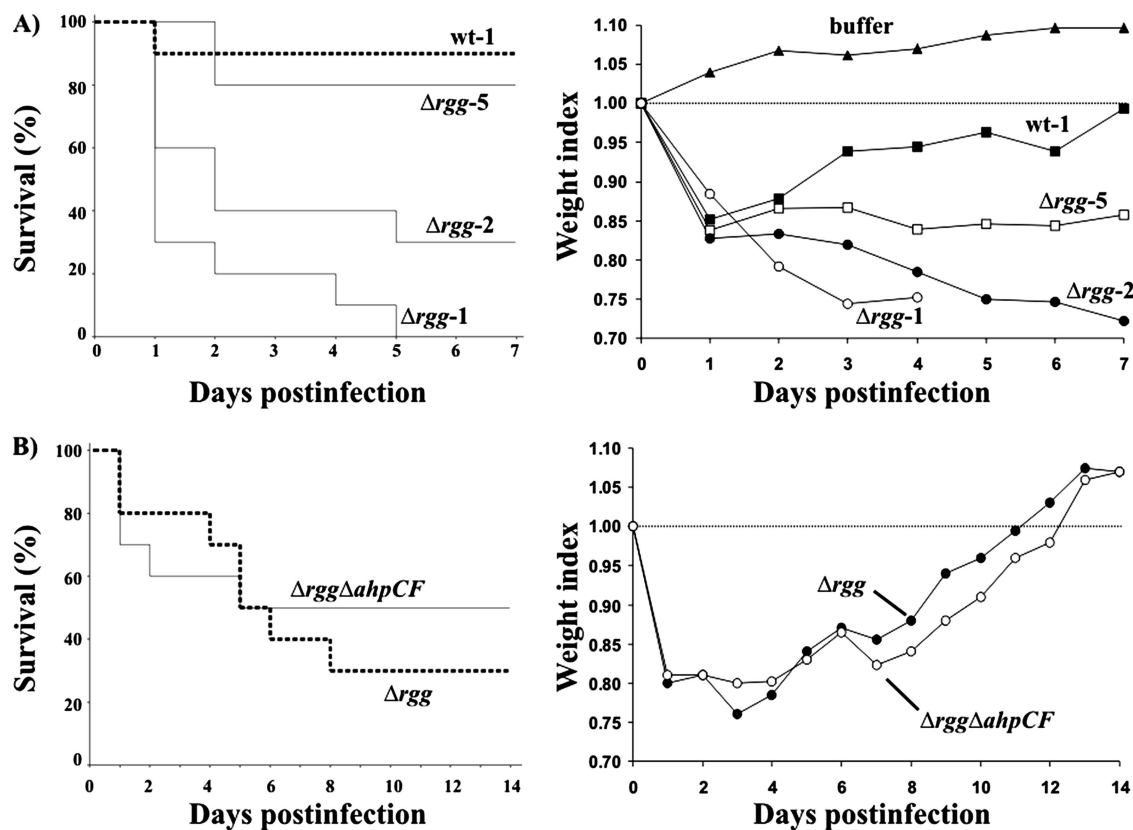 A)
100
80
60
40
20
0
Survival (%)
wt-1
Δrgg-5
Δrgg-2
Δrgg-1
0 1 2 3 4 5 6 7
Days postinfection
1.10
1.05
1.00
0.95
0.90
0.85
0.80
0.75
0.70
Weight index
buffer
wt-1
Δrgg-5
Δrgg-2
Δrgg-1
0 1 2 3 4 5 6 7
Days postinfection
B)
100
80
60
40
20
0
Survival (%)
ΔrggΔahpCF
Δrgg
0 2 4 6 8 10 12 14
Days postinfection
1.10
1.05
1.00
0.95
0.90
0.85
0.80
0.75
0.70
Weight index
Δrgg
ΔrggΔahpCF
0 2 4 6 8 10 12 14
Days postinfection